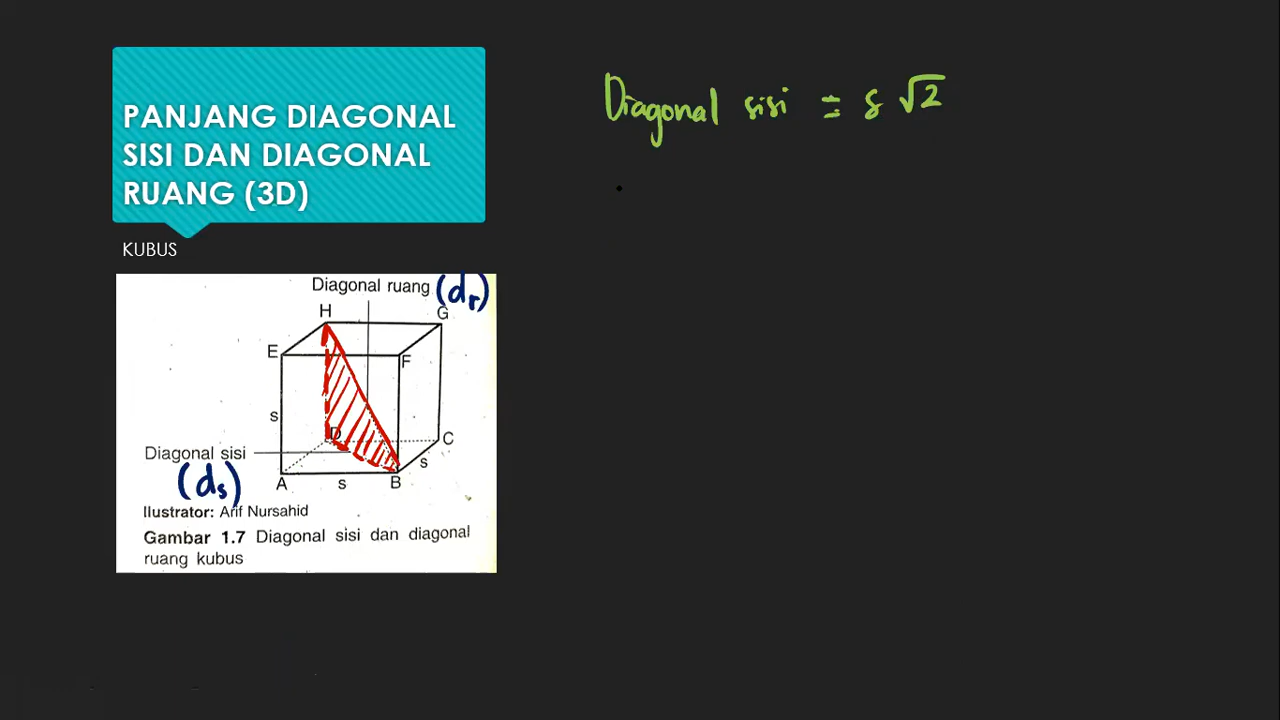 PANJANG DIAGONAL
SISI DAN DIAGONAL
RUANG (3D)
KUBUS
Diagonal sisi = s √2
Diagonal ruang (dr)
H
G
E
F
s
D
C
Diagonal sisi
s
(ds)
A
s
B
Ilustrator: Arif Nursahid
Gambar 1.7 Diagonal sisi dan diagonal
ruang kubus